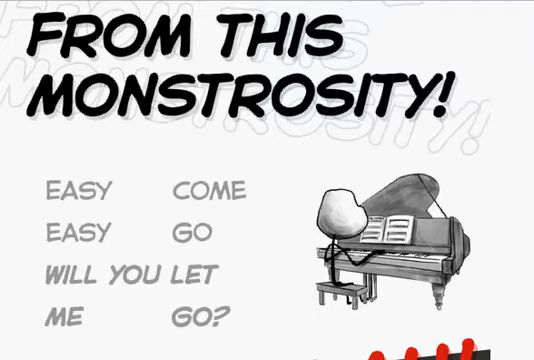 FROM THIS
MONSTROSITY!
EASY COME
EASY GO
WILL YOU LET
ME GO?